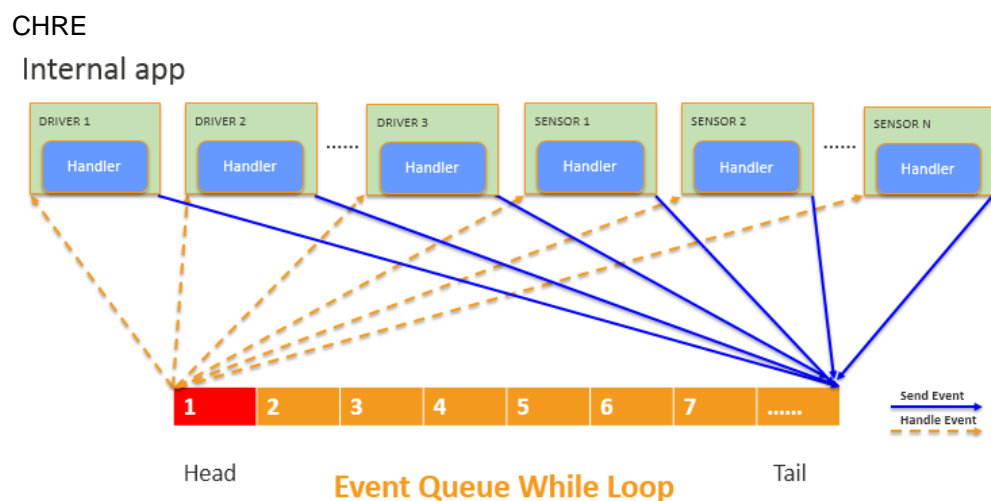 CHRE
Internal app
DRIVER 1 DRIVER 2 DRIVER 3 SENSOR 1 SENSOR 2 SENSOR N
...... ......
Handler Handler Handler Handler Handler Handler
1 2 3 4 5 6 7 ......
Send Event
Handle Event
Head Tail
Event Queue While Loop